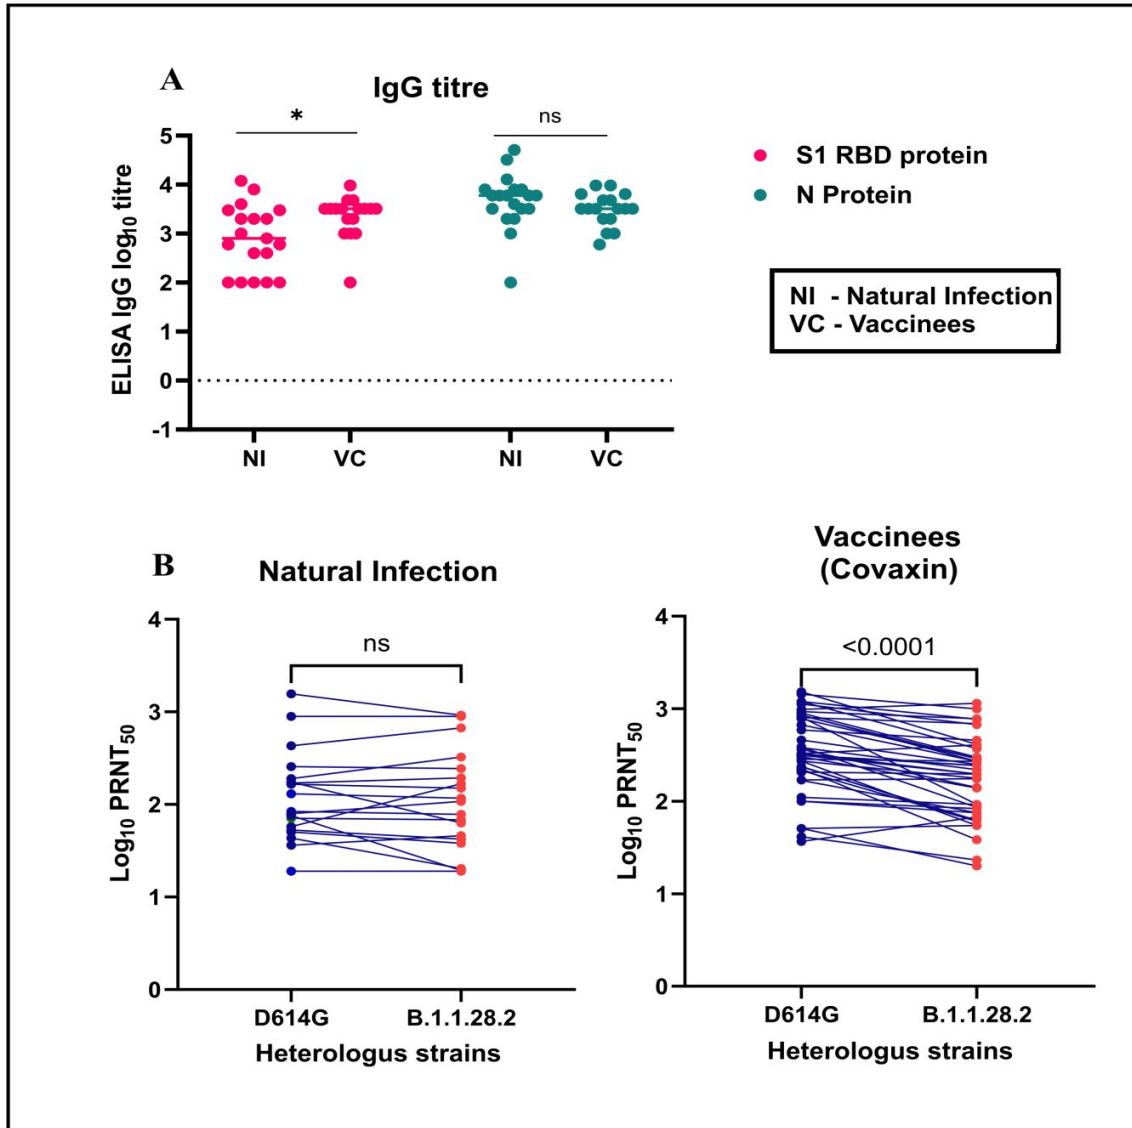 A
IgG titre
*
ns
5
4
3
2
1
0
-1
ELISA IgG log10 titre
NI
VC
NI
VC
S1 RBD protein
N Protein
NI - Natural Infection
VC - Vaccinees
B
Natural Infection
ns
4
3
2
1
0
Log10 PRNT50
D614G
B.1.1.28.2
Heterologus strains
Vaccinees
(Covaxin)
<0.0001
4
3
2
1
0
Log10 PRNT50
D614G
B.1.1.28.2
Heterologus strains